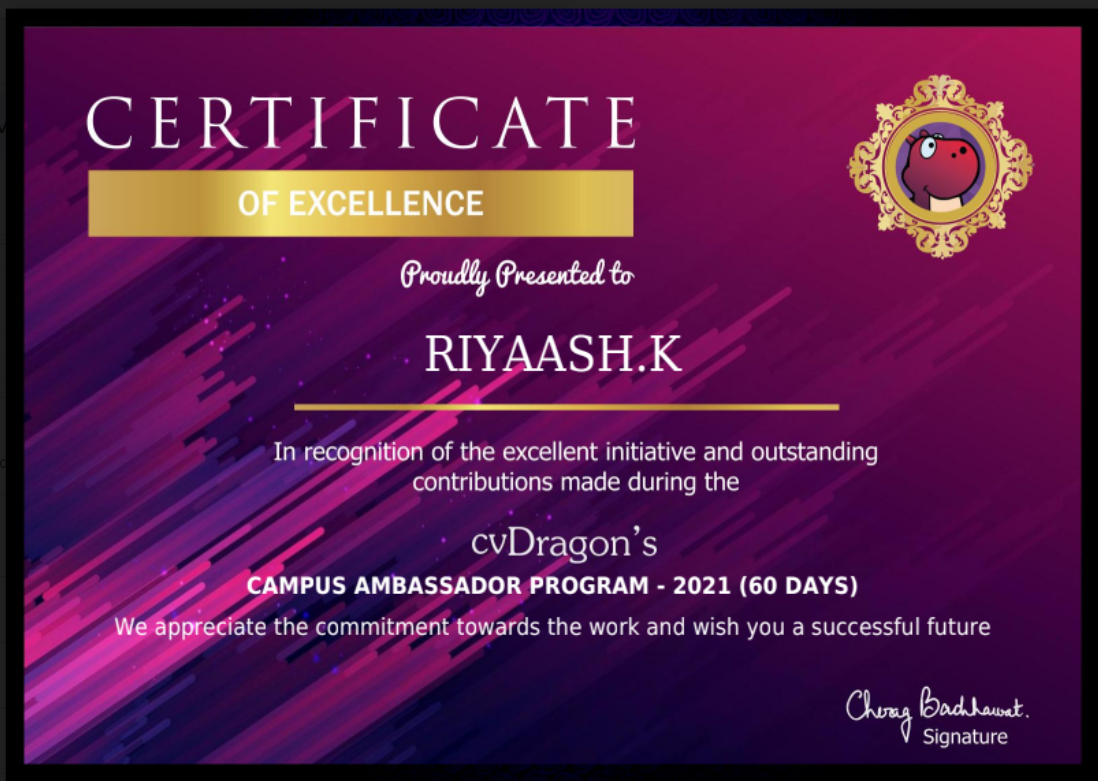 CERTIFICATE
OF EXCELLENCE
Proudly Presented to
RIYAASH.K
In recognition of the excellent initiative and outstanding
contributions made during the
cvDragon's
CAMPUS AMBASSADOR PROGRAM - 2021 (60 DAYS)
We appreciate the commitment towards the work and wish you a successful future
Signature